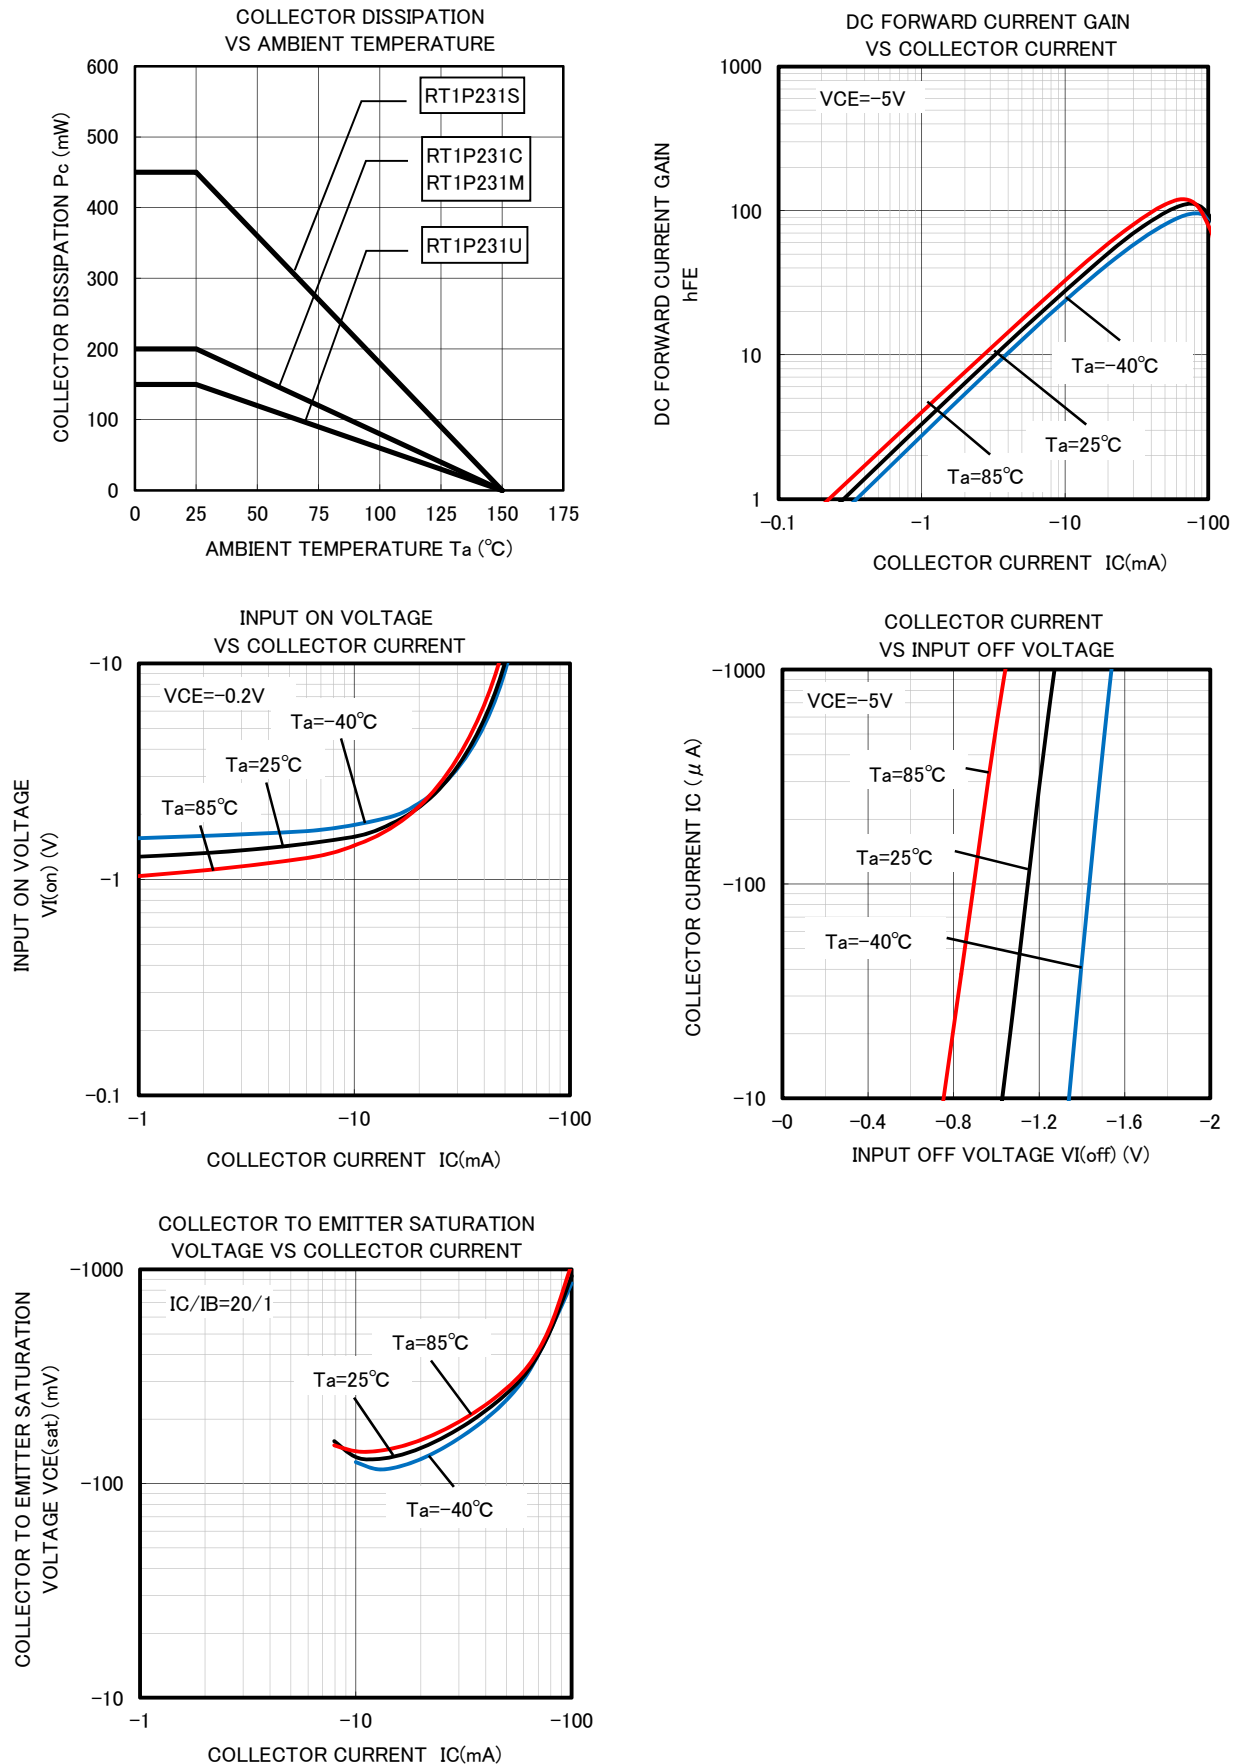 COLLECTOR DISSIPATION
VS AMBIENT TEMPERATURE
COLLECTOR DISSIPATION Pc (mW)
600
500
400
300
200
100
0
RT1P231S
RT1P231C
RT1P231M
RT1P231U
0 25 50 75 100 125 150 175
AMBIENT TEMPERATURE Ta (℃)
DC FORWARD CURRENT GAIN
VS COLLECTOR CURRENT
DC FORWARD CURRENT GAIN
hFE
1000
100
10
1
VCE=-5V
Ta=-40℃
Ta=25℃
Ta=85℃
-0.1 -1 -10 -100
COLLECTOR CURRENT IC(mA)
INPUT ON VOLTAGE
VS COLLECTOR CURRENT
INPUT ON VOLTAGE
VI(on) (V)
-10
-1
-0.1
VCE=-0.2V
Ta=-40℃
Ta=25℃
Ta=85℃
-1 -10 -100
COLLECTOR CURRENT IC(mA)
COLLECTOR CURRENT
VS INPUT OFF VOLTAGE
COLLECTOR CURRENT IC (μA)
-1000
-100
-10
VCE=-5V
Ta=85℃
Ta=25℃
Ta=-40℃
-0 -0.4 -0.8 -1.2 -1.6 -2
INPUT OFF VOLTAGE VI(off) (V)
COLLECTOR TO EMITTER SATURATION
VOLTAGE VS COLLECTOR CURRENT
COLLECTOR TO EMITTER SATURATION
VOLTAGE VCE(sat) (mV)
-1000
-100
-10
IC/IB=20/1
Ta=85℃
Ta=25℃
Ta=-40℃
-1 -10 -100
COLLECTOR CURRENT IC(mA)